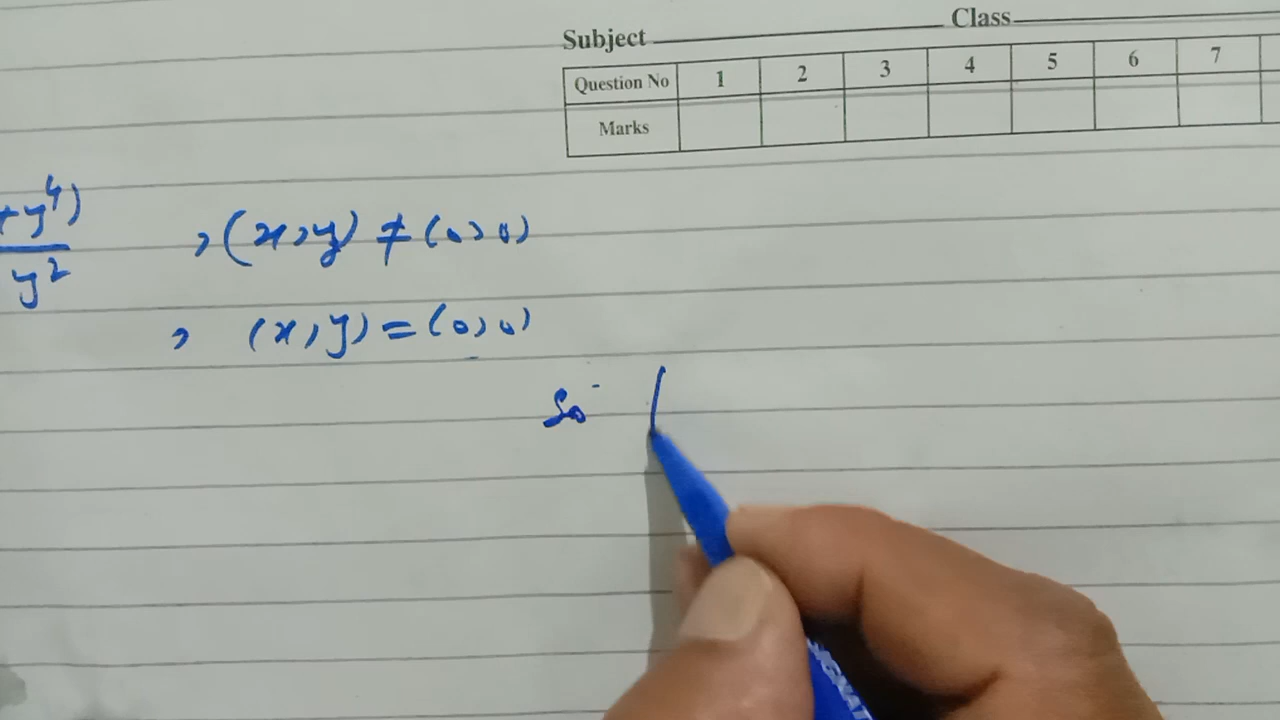 Subject Class
Question No 1 2 3 4 5 6 7
Marks
+y⁴)
y²
, (x,y) ≠ (0,0)
, (x,y) = (0,0)
So (